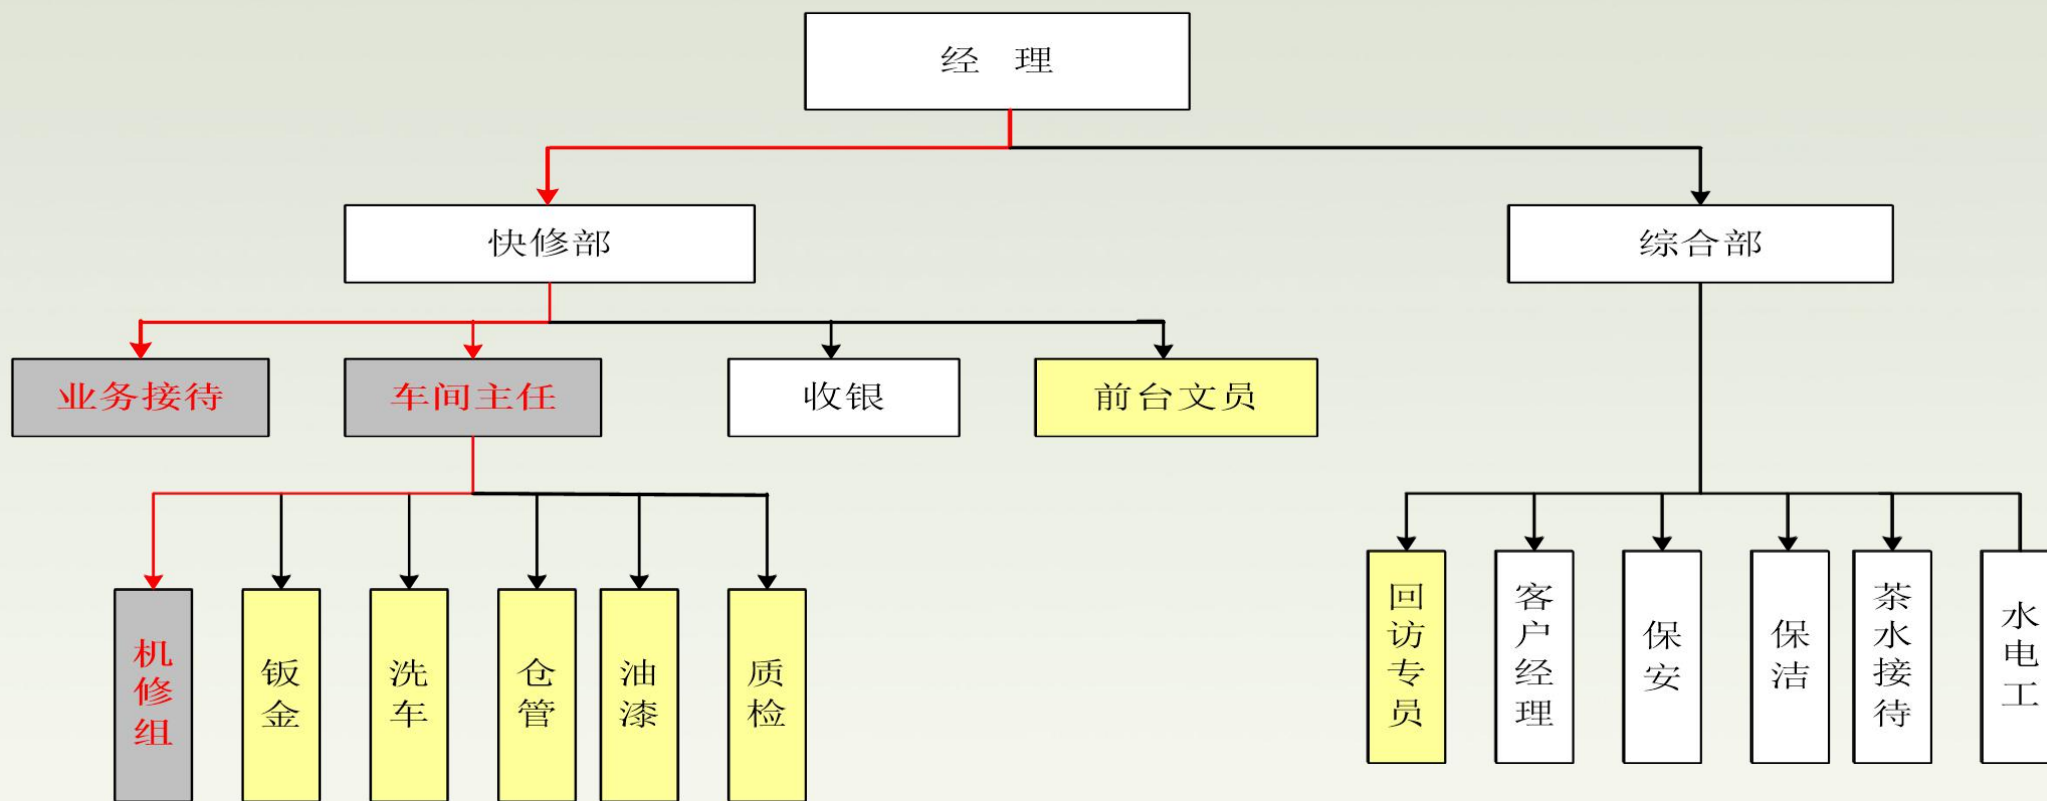 经 理
快修部
综合部
业务接待
车间主任
收银
前台文员
机修组
钣金
洗车
仓管
油漆
质检
回访专员
客户经理
保安
保洁
茶水接待
水电工